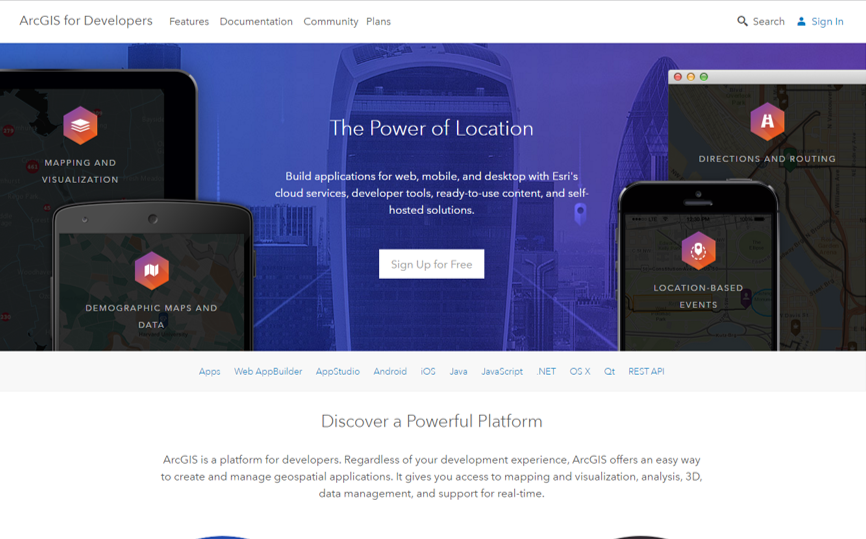 ArcGIS for Developers
Features Documentation Community Plans
Search Sign In
The Power of Location
Build applications for web, mobile, and desktop with Esri's
cloud services, developer tools, ready-to-use content, and self-
hosted solutions.
Sign Up for Free
MAPPING AND
VISUALIZATION
DEMOGRAPHIC MAPS AND
DATA
DIRECTIONS AND ROUTING
LOCATION-BASED
EVENTS
Apps Web AppBuilder AppStudio Android iOS Java JavaScript .NET OS X Qt REST API
Discover a Powerful Platform
ArcGIS is a platform for developers. Regardless of your development experience, ArcGIS offers an easy way
to create and manage geospatial applications. It gives you access to mapping and visualization, analysis, 3D,
data management, and support for real-time.